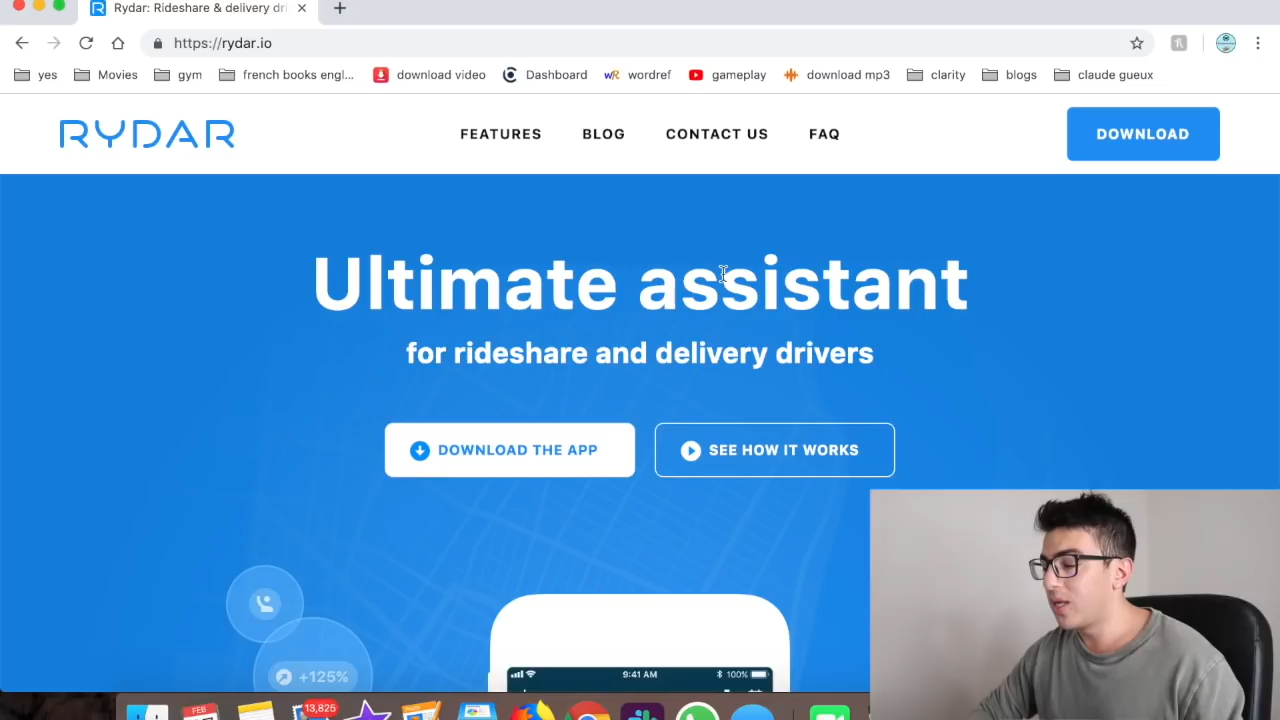 Rydar: Rideshare & delivery dri
https://rydar.io
yes Movies gym french books engl... download video Dashboard wordref gameplay download mp3 clarity blogs claude gueux
RYDAR FEATURES BLOG CONTACT US FAQ DOWNLOAD
Ultimate assistant
for rideshare and delivery drivers
DOWNLOAD THE APP SEE HOW IT WORKS
+125%
9:41 AM 100%
FEB 13,825